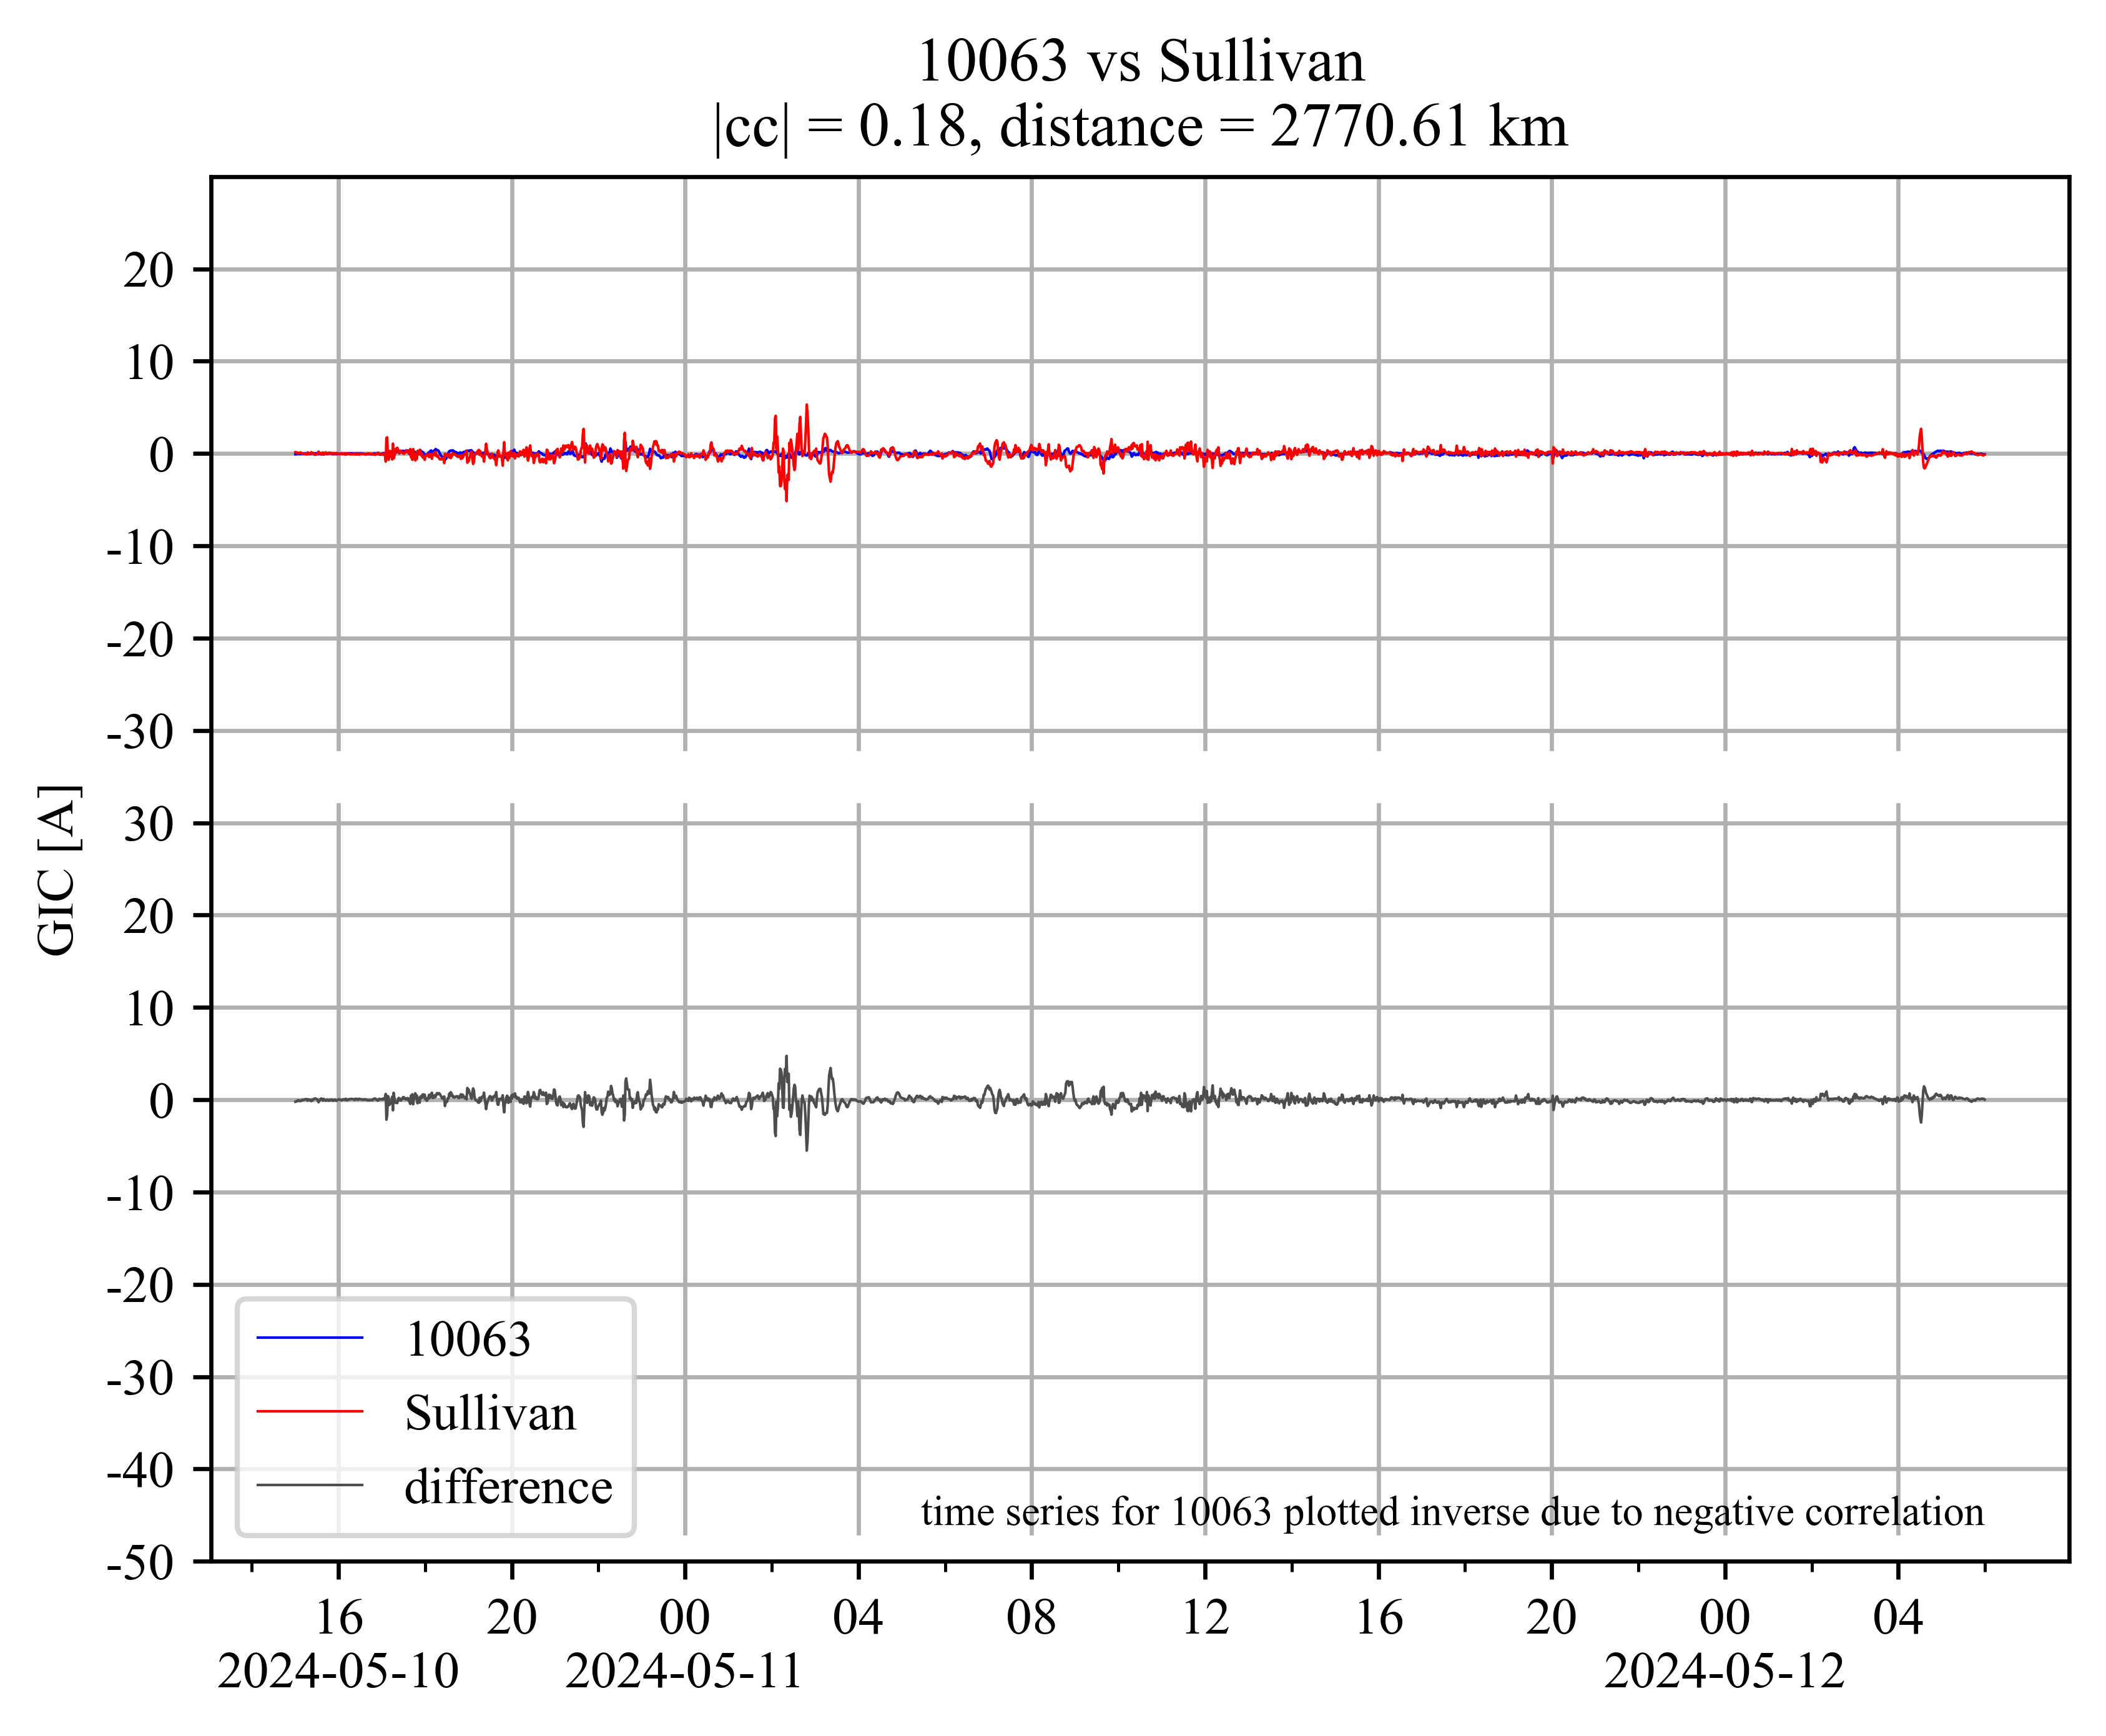 10063 vs Sullivan
|cc| = 0.18, distance = 2770.61 km
GIC [A]
20
10
0
-10
-20
-30
30
20
10
0
-10
-20
-30
-40
-50
10063
Sullivan
difference
time series for 10063 plotted inverse due to negative correlation
16 20 00 04 08 12 16 20 00 04
2024-05-10 2024-05-11 2024-05-12